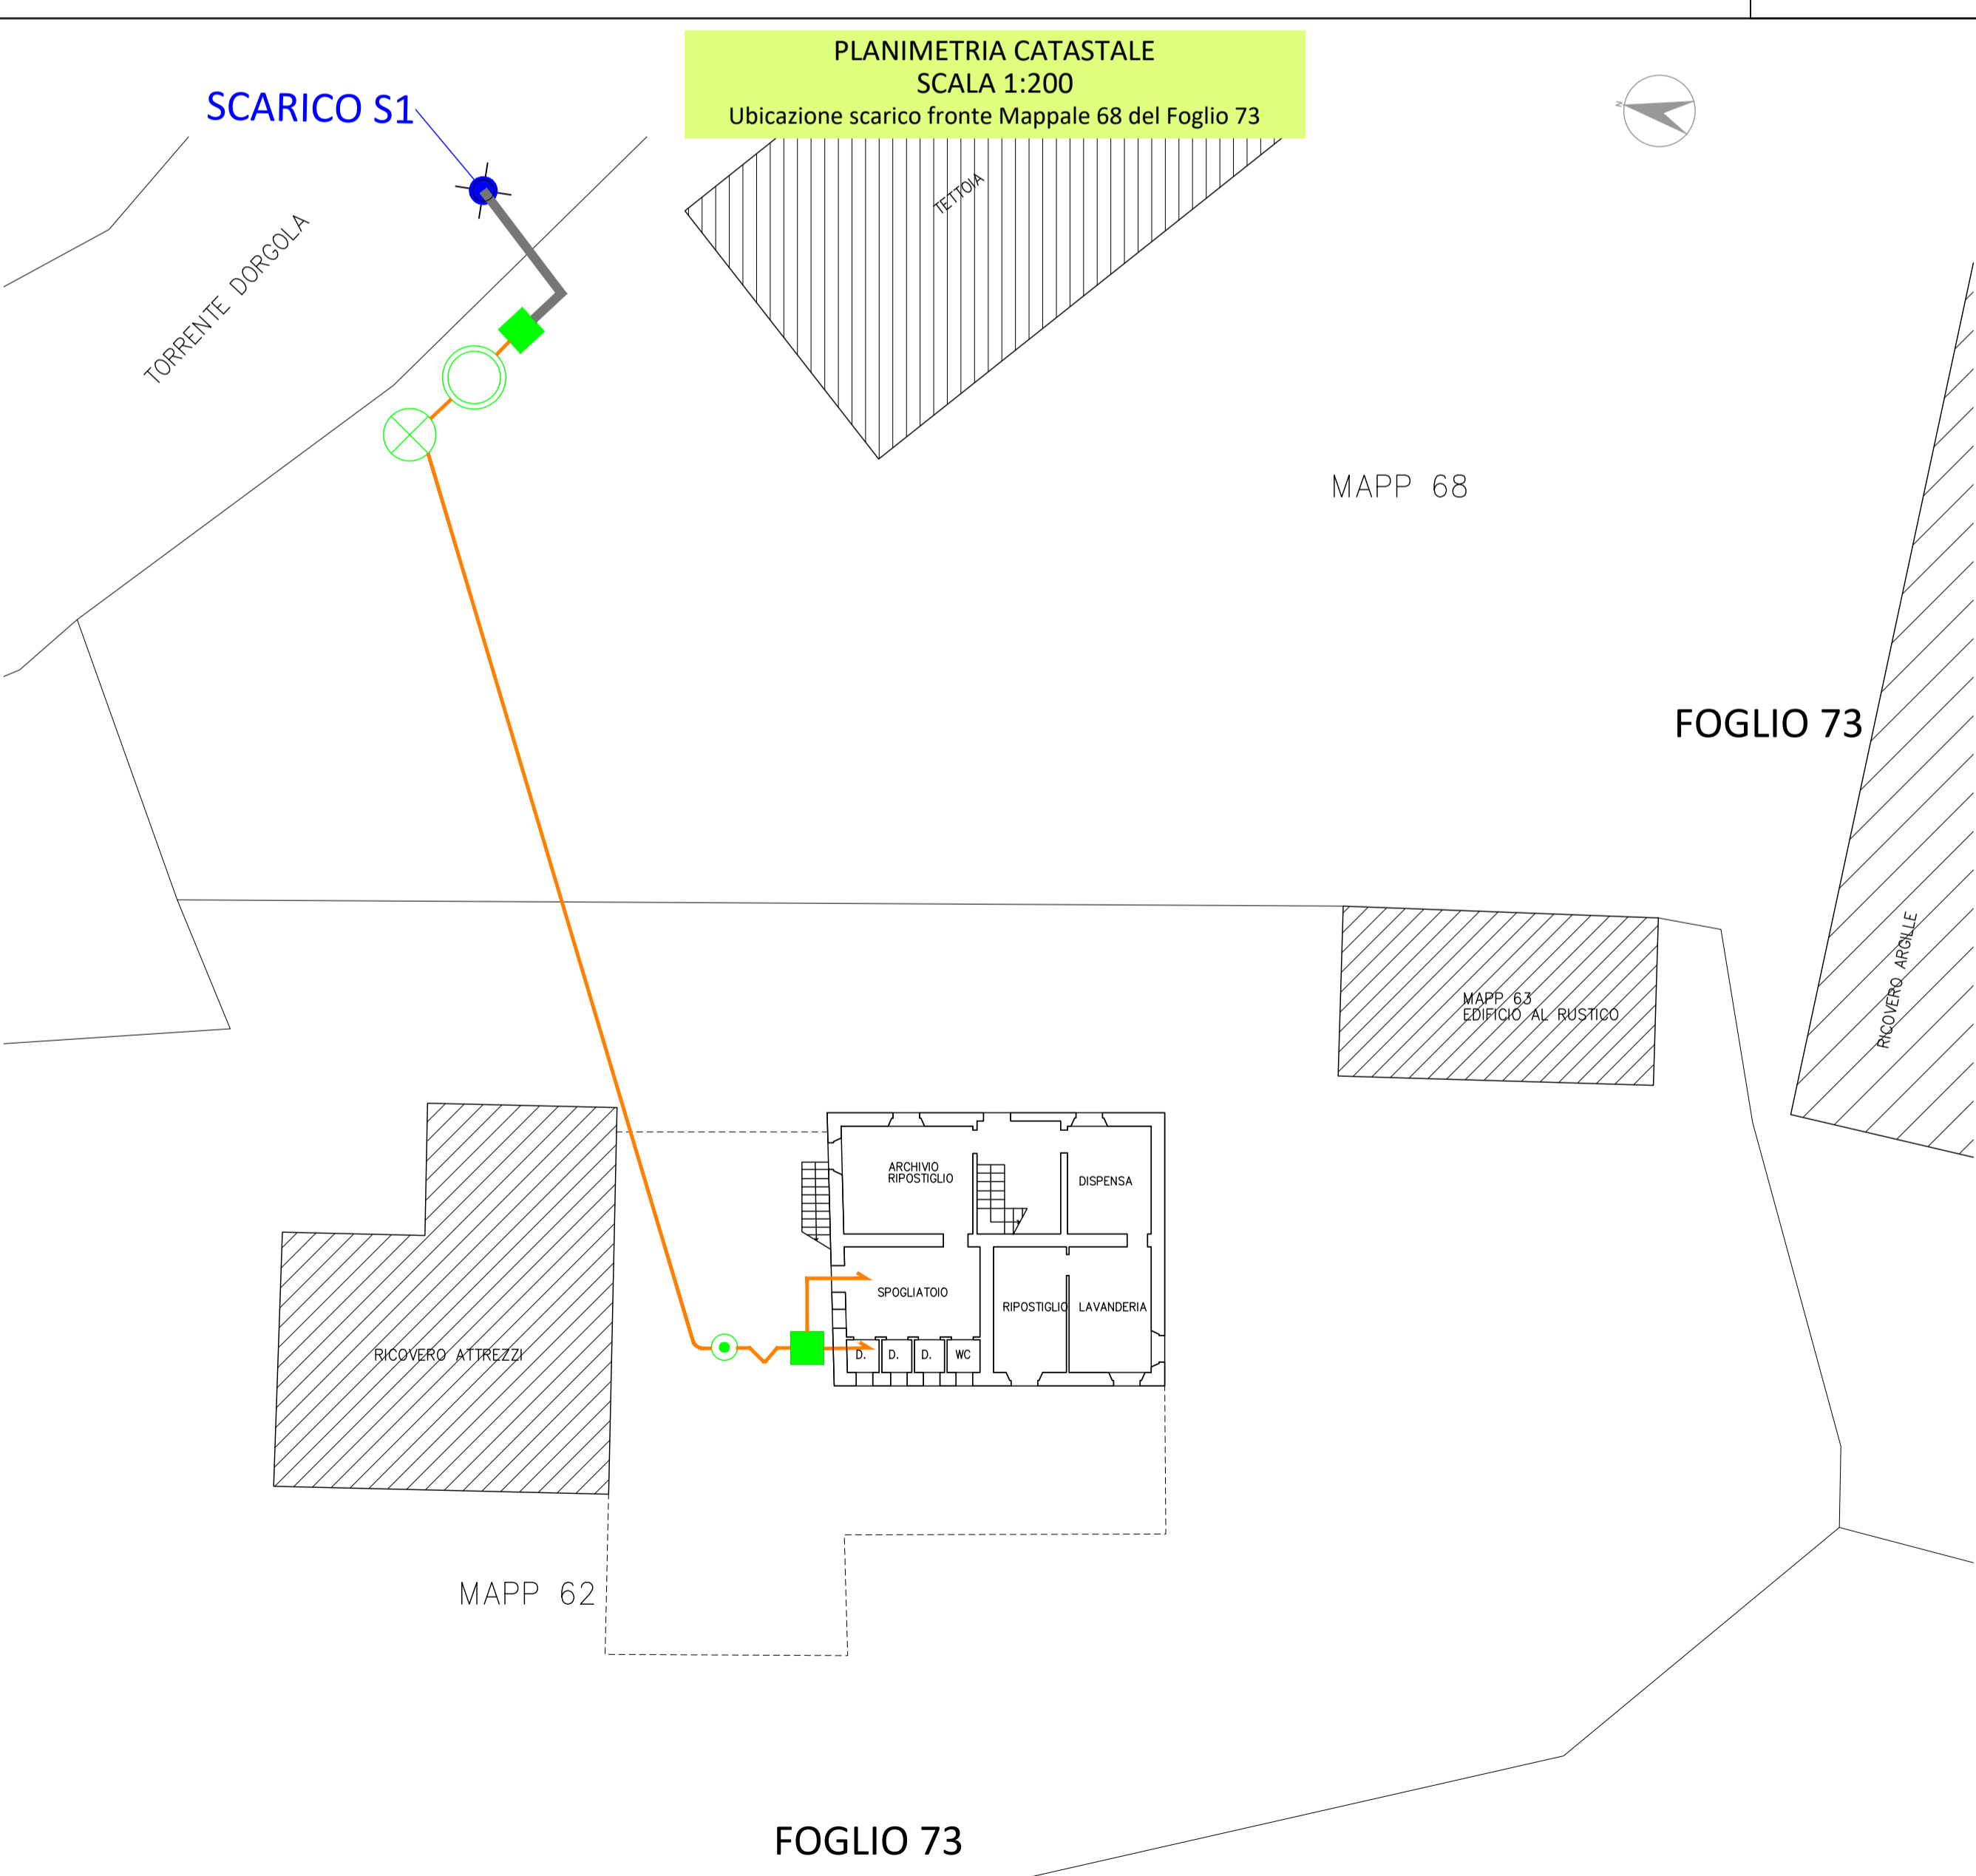 PLANIMETRIA CATASTALE
SCALA 1:200
Ubicazione scarico fronte Mappale 68 del Foglio 73
SCARICO S1
N
TETTOIA
TORRENTE DORGOLA
MAPP 68
FOGLIO 73
RICOVERO ARGILLE
MAPP 63
EDIFICIO AL RUSTICO
ARCHIVIO
RIPOSTIGLIO
DISPENSA
SPOGLIATOIO
RIPOSTIGLIO
LAVANDERIA
D.
D.
D.
WC
RICOVERO ATTREZZI
MAPP 62
FOGLIO 73